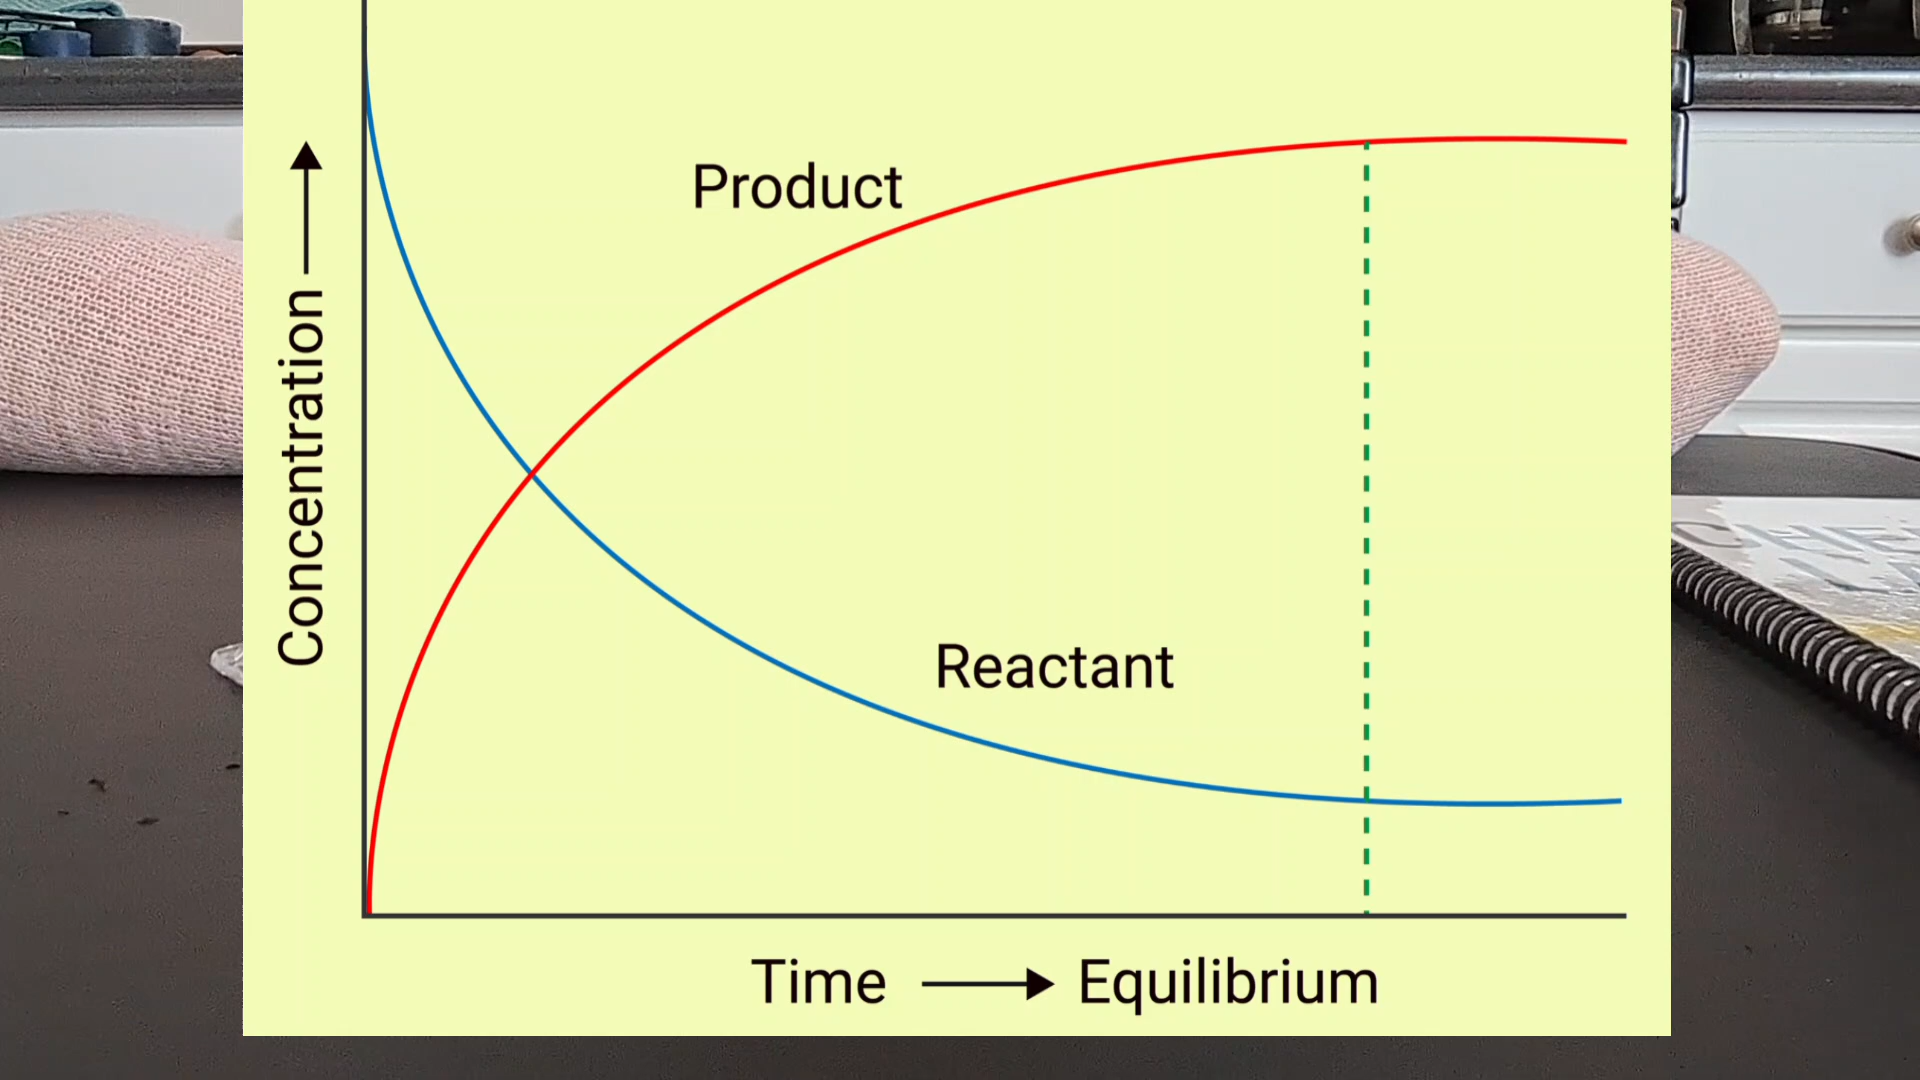 Product
Concentration
Reactant
Time
Equilibrium